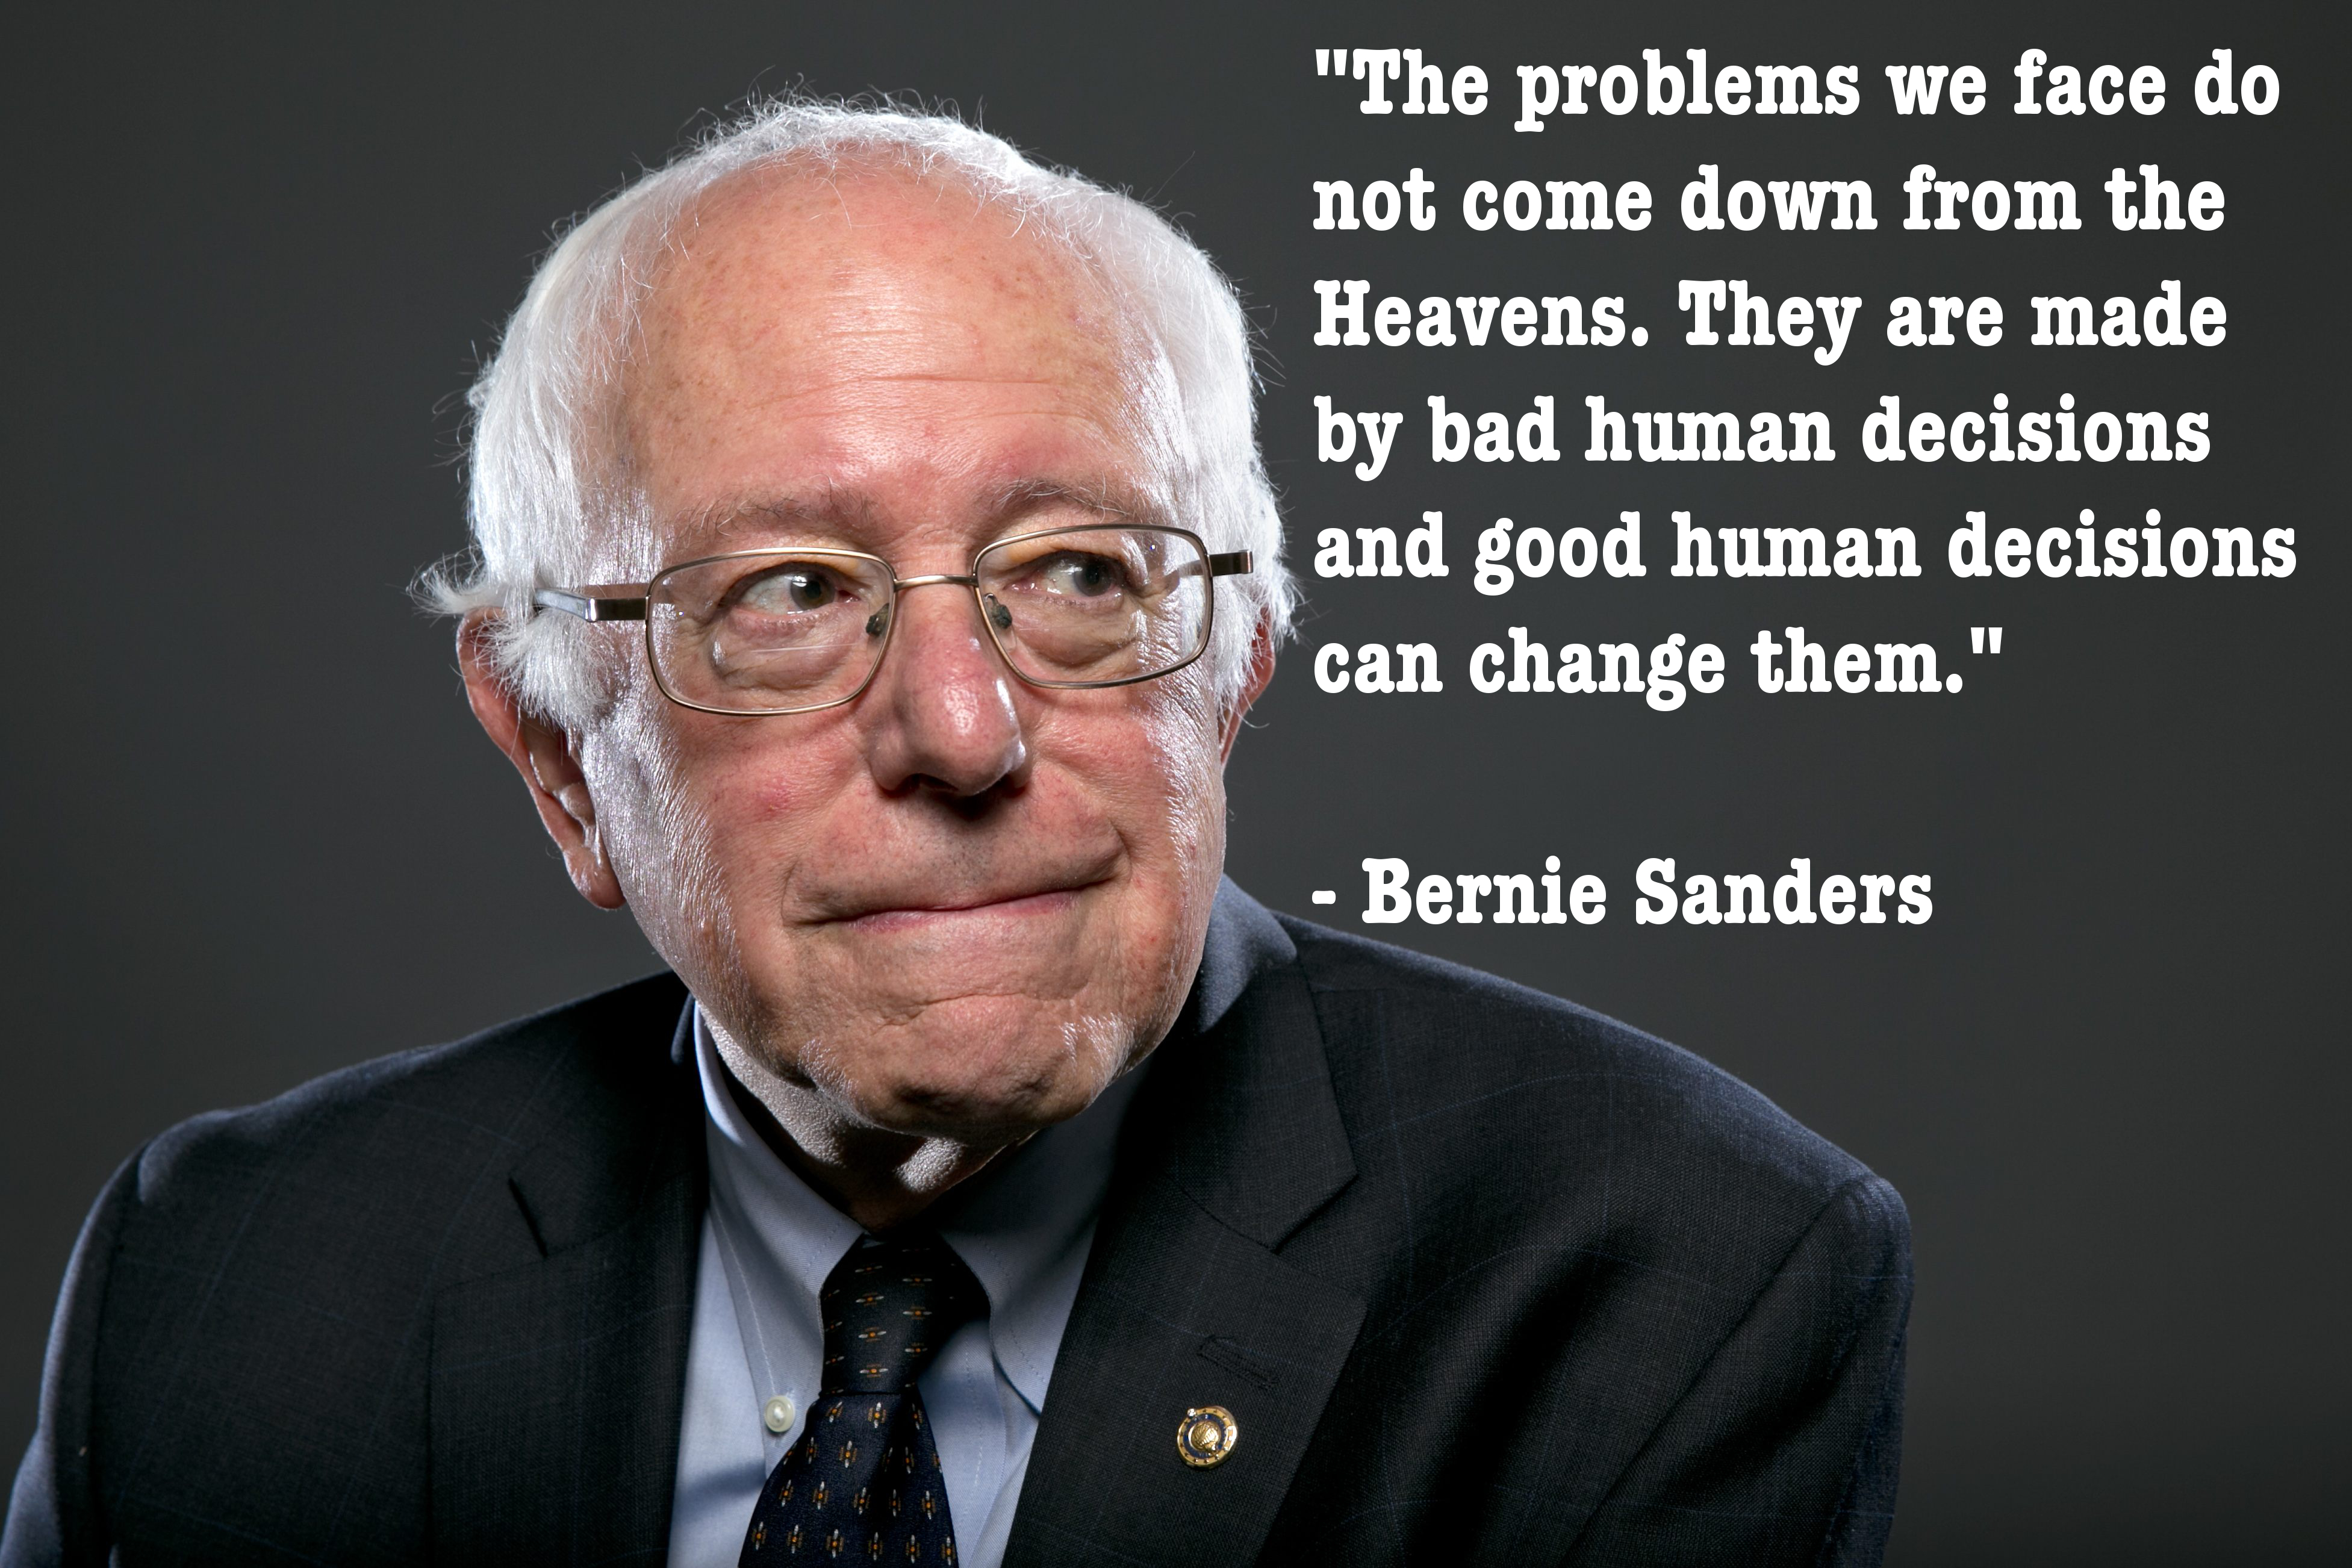 "The problems we face do
not come down from the
Heavens. They are made
by bad human decisions
and good human decisions
can change them."
- Bernie Sanders